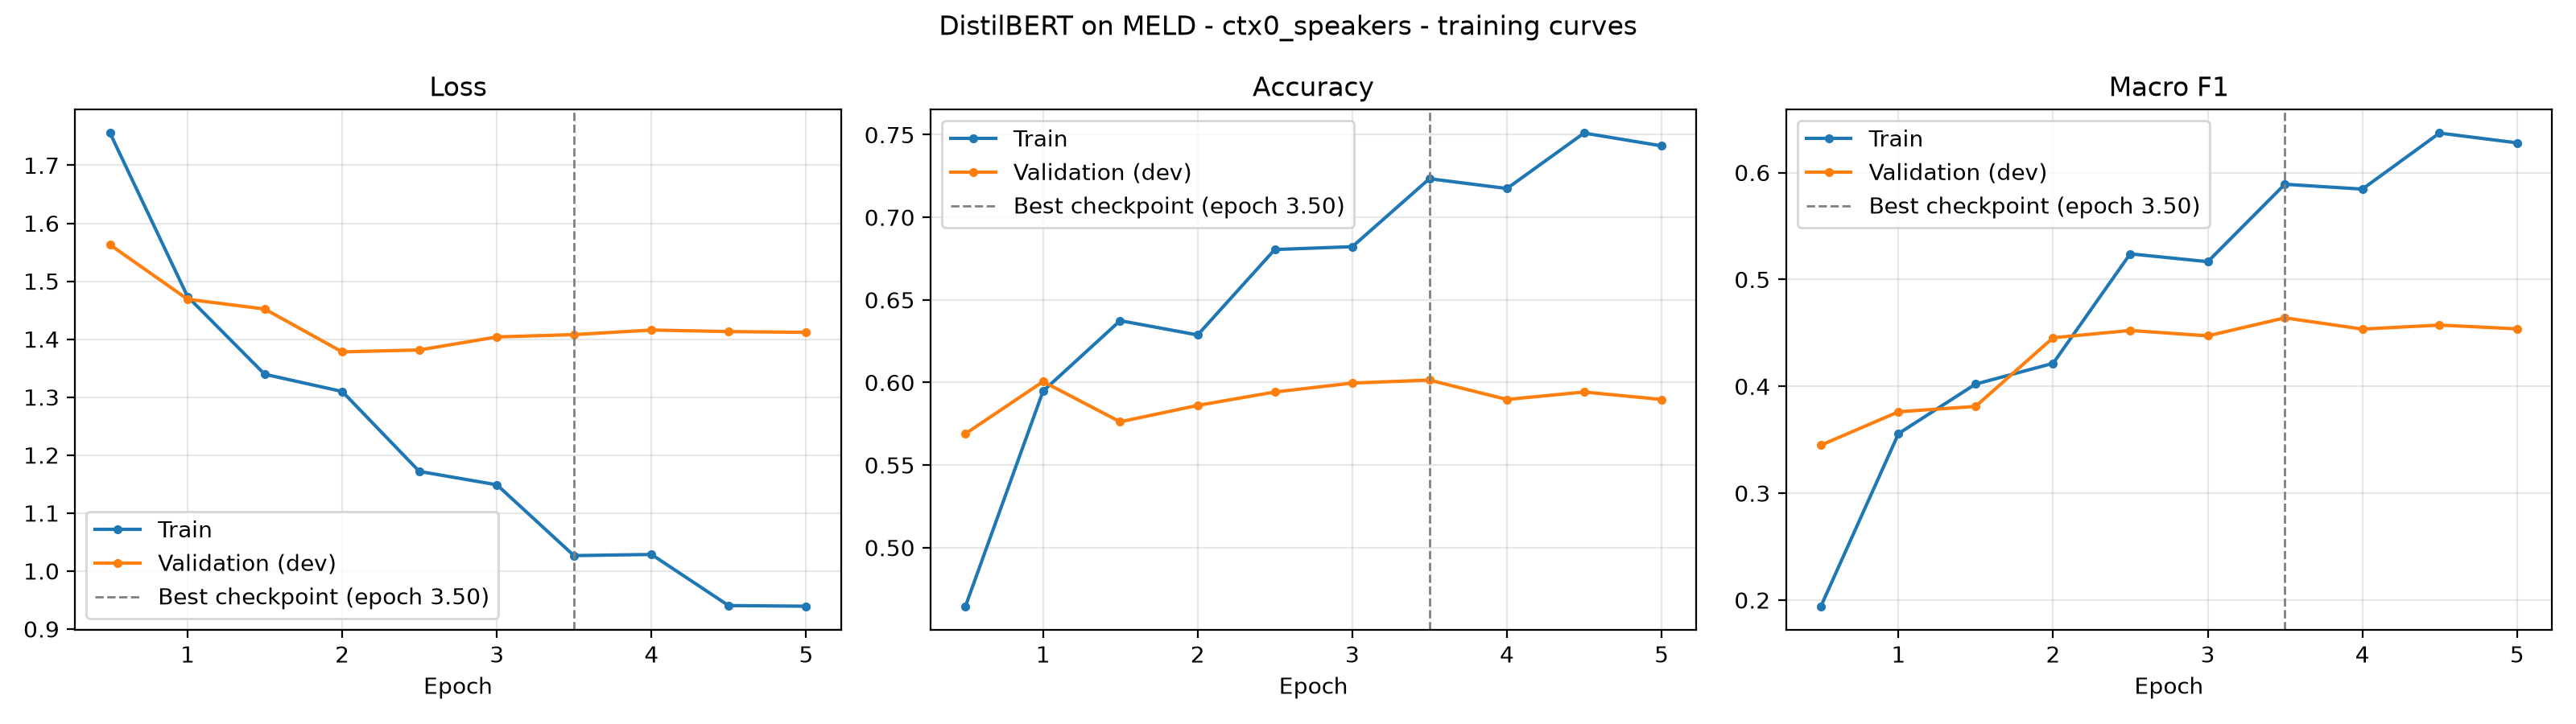 DistilBERT on MELD - ctx0_speakers - training curves
Loss
1.7
1.6
1.5
1.4
1.3
1.2
1.1
1.0
0.9
Train
Validation (dev)
Best checkpoint (epoch 3.50)
1 2 3 4 5
Epoch
Accuracy
0.75
0.70
0.65
0.60
0.55
0.50
Train
Validation (dev)
Best checkpoint (epoch 3.50)
1 2 3 4 5
Epoch
Macro F1
0.6
0.5
0.4
0.3
0.2
Train
Validation (dev)
Best checkpoint (epoch 3.50)
1 2 3 4 5
Epoch